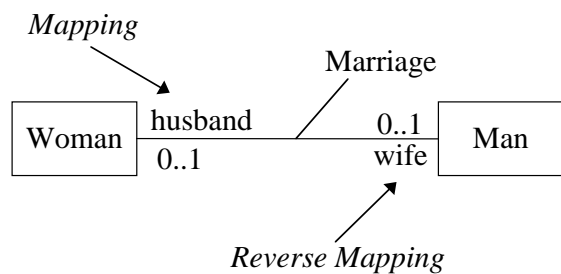 Mapping
Marriage
Woman
husband
0..1
0..1
wife
Man
Reverse Mapping